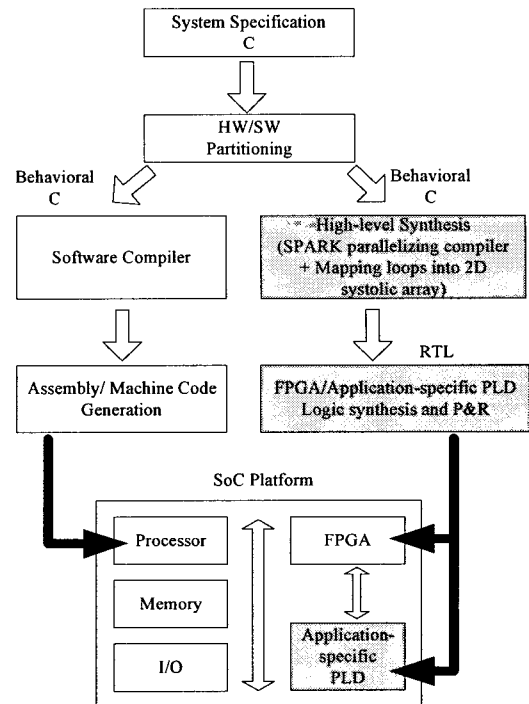 System Specification
C
HW/SW
Partitioning
Behavioral
C
Behavioral
C
Software Compiler
High-level Synthesis
(SPARK parallelizing compiler
+ Mapping loops into 2D
systolic array)
RTL
Assembly/ Machine Code
Generation
FPGA/Application-specific PLD
Logic synthesis and P&R
SoC Platform
Processor
FPGA
Memory
I/O
Application-
specific
PLD